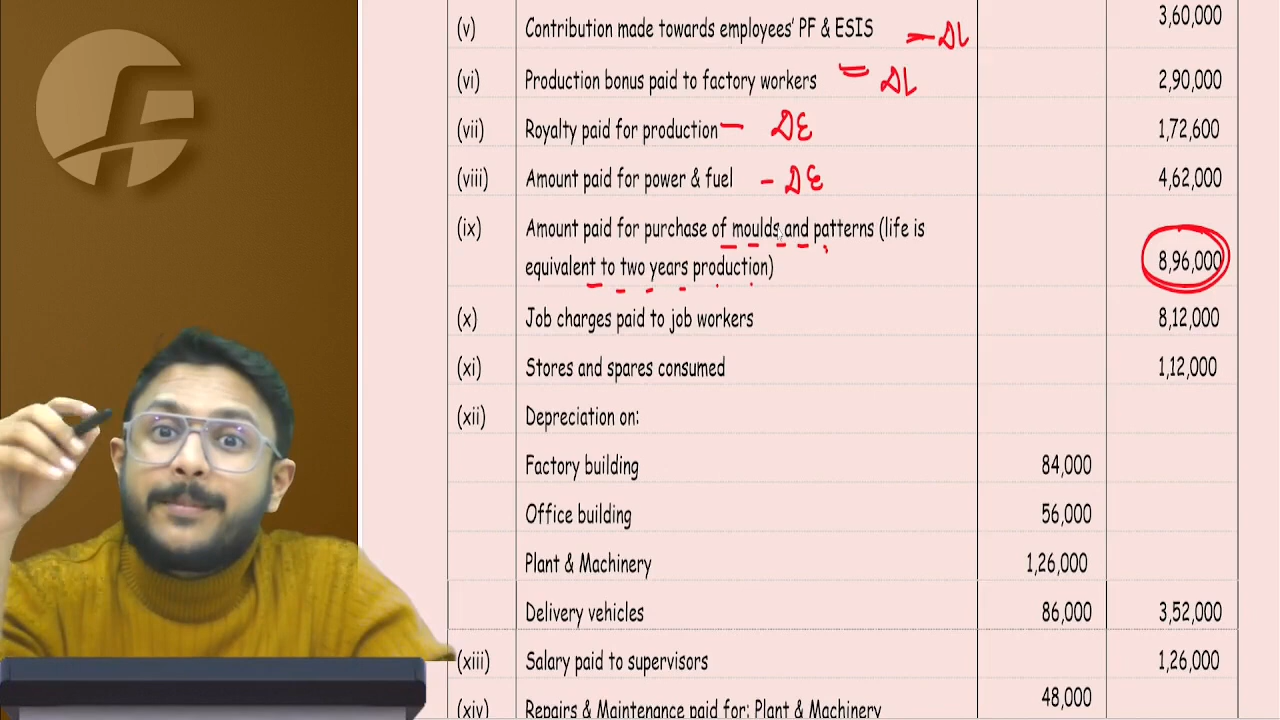 (v) Contribution made towards employees' PF & ESIS – DL 3,60,000
(vi) Production bonus paid to factory workers = DL 2,90,000
(vii) Royalty paid for production – DE 1,72,600
(viii) Amount paid for power & fuel – DE 4,62,000
(ix) Amount paid for purchase of moulds and patterns (life is
equivalent to two years production) 8,96,000
(x) Job charges paid to job workers 8,12,000
(xi) Stores and spares consumed 1,12,000
(xii) Depreciation on:
Factory building 84,000
Office building 56,000
Plant & Machinery 1,26,000
Delivery vehicles 86,000 3,52,000
(xiii) Salary paid to supervisors 1,26,000
(xiv) Repairs & Maintenance paid for: Plant & Machinery 48,000